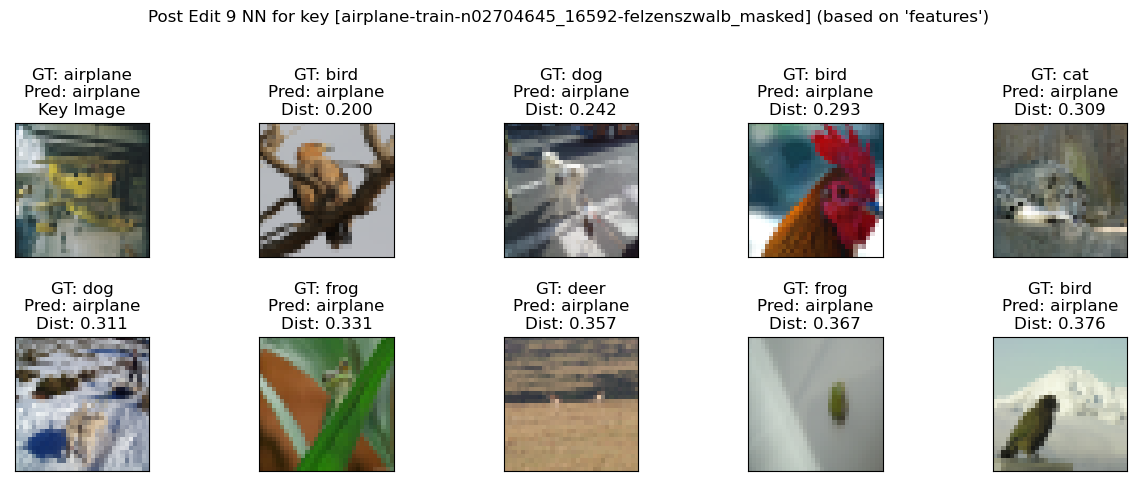 Post Edit 9 NN for key [airplane-train-n02704645_16592-felzenszwalb_masked] (based on 'features')
GT: airplane
Pred: airplane
Key Image
GT: bird
Pred: airplane
Dist: 0.200
GT: dog
Pred: airplane
Dist: 0.242
GT: bird
Pred: airplane
Dist: 0.293
GT: cat
Pred: airplane
Dist: 0.309
GT: dog
Pred: airplane
Dist: 0.311
GT: frog
Pred: airplane
Dist: 0.331
GT: deer
Pred: airplane
Dist: 0.357
GT: frog
Pred: airplane
Dist: 0.367
GT: bird
Pred: airplane
Dist: 0.376